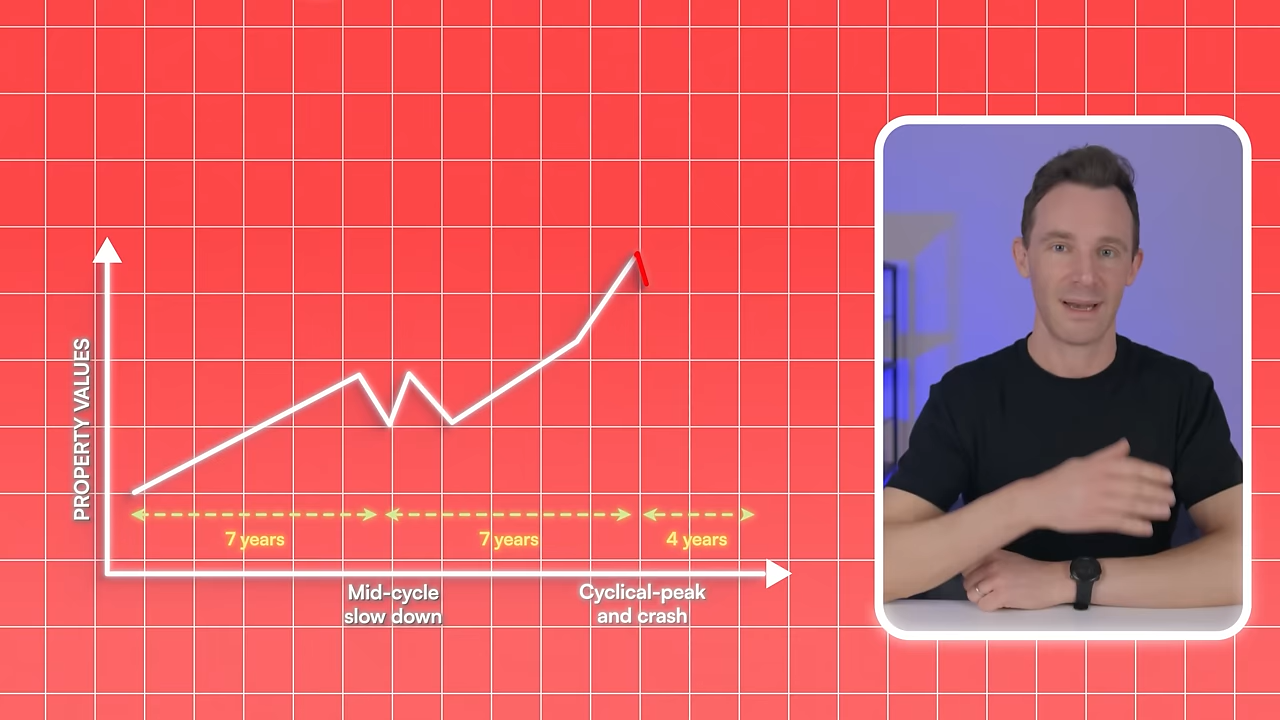 PROPERTY VALUES
7 years
7 years
4 years
Mid-cycle
slow down
Cyclical-peak
and crash